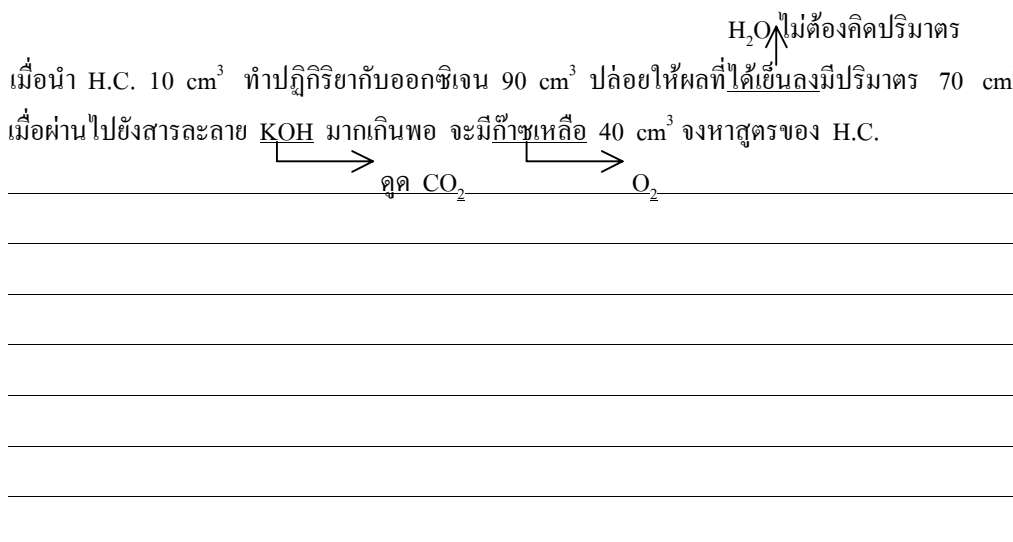 H₂O ไม่ต้องคิดปริมาตร
เมื่อนำ H.C. 10 cm³ ทำปฏิกิริยากับออกซิเจน 90 cm³ ปล่อยให้ผลที่ได้เย็นลงมีปริมาตร 70 cm
เมื่อผ่านไปยังสารละลาย KOH มากเกินพอ จะมีก๊าซเหลือ 40 cm³ จงหาสูตรของ H.C.
ดูด CO₂ O₂